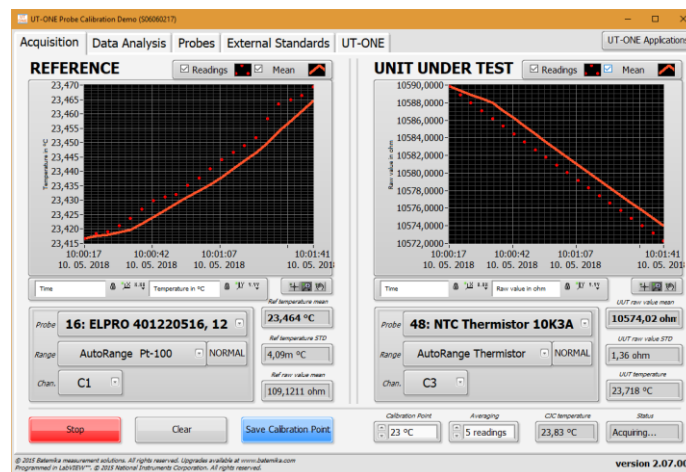 UT-ONE Probe Calibration Demo (S06060217)
Acquisition Data Analysis Probes External Standards UT-ONE
UT-ONE Applications
REFERENCE
Readings Mean
23,470
23,465
23,460
23,455
23,450
23,445
23,440
23,435
23,430
23,425
23,420
23,415
Temperature in ºC
10:00:17 10:00:42 10:01:07 10:01:41
10. 05. 2018 10. 05. 2018 10. 05. 2018 10. 05. 2018
Time
Temperature in ºC
Probe 16: ELPRO 401220516, 12
Range AutoRange Pt-100 NORMAL
Chan. C1
Ref temperature mean
23,464 ºC
Ref temperature STD
4,09m ºC
Ref raw value mean
109,1211 ohm
UNIT UNDER TEST
Readings Mean
10590,0000
10588,0000
10586,0000
10584,0000
10582,0000
10580,0000
10578,0000
10576,0000
10574,0000
10572,0000
Raw value in ohm
10:00:17 10:00:42 10:01:07 10:01:41
10. 05. 2018 10. 05. 2018 10. 05. 2018 10. 05. 2018
Time
Raw value in ohm
Probe 48: NTC Thermistor 10K3A
Range AutoRange Thermistor NORMAL
Chan. C3
UUT raw value mean
10574,02 ohm
UUT raw value STD
1,36 ohm
UUT temperature
23,718 ºC
Stop Clear Save Calibration Point
Calibration Point Averaging CJC temperature Status
23 ºC 5 readings 23,83 ºC Acquiring...
© 2015 Batemika measurement solutions. All rights reserved. Upgrades available at www.batemika.com
Programmed in LabVIEW™. © 2015 National Instruments Corporation. All rights reserved.
version 2.07.00